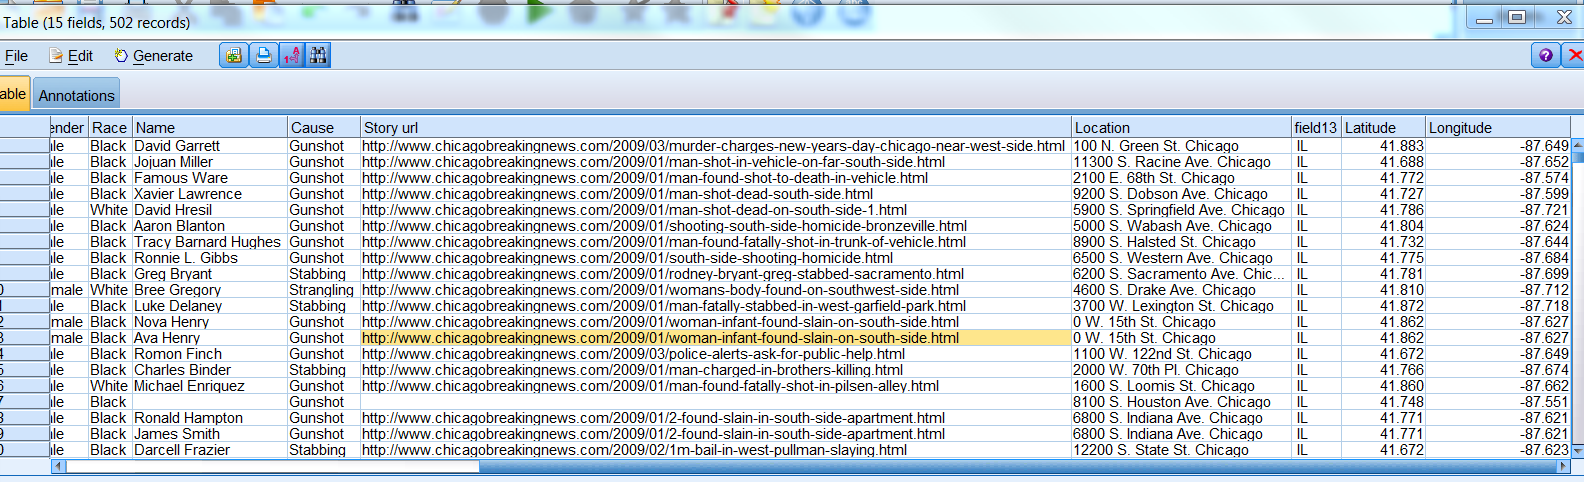 Table (15 fields, 502 records)
File Edit Generate
able Annotations
ender Race Name Cause Story url Location field13 Latitude Longitude
le Black David Garrett Gunshot http://www.chicagobreakingnews.com/2009/03/murder-charges-new-years-day-chicago-near-west-side.html 100 N. Green St. Chicago IL 41.883 -87.649
le Black Jojuan Miller Gunshot http://www.chicagobreakingnews.com/2009/01/man-shot-in-vehicle-on-far-south-side.html 11300 S. Racine Ave. Chicago IL 41.688 -87.652
le Black Famous Ware Gunshot http://www.chicagobreakingnews.com/2009/01/man-found-shot-to-death-in-vehicle.html 2100 E. 68th St. Chicago IL 41.772 -87.574
le Black Xavier Lawrence Gunshot http://www.chicagobreakingnews.com/2009/01/man-shot-dead-south-side.html 9200 S. Dobson Ave. Chicago IL 41.727 -87.599
le White David Hresil Gunshot http://www.chicagobreakingnews.com/2009/01/man-shot-dead-on-south-side-1.html 5900 S. Springfield Ave. Chicago IL 41.786 -87.721
le Black Aaron Blanton Gunshot http://www.chicagobreakingnews.com/2009/01/shooting-south-side-homicide-bronzeville.html 5000 S. Wabash Ave. Chicago IL 41.804 -87.624
le Black Tracy Barnard Hughes Gunshot http://www.chicagobreakingnews.com/2009/01/man-found-fatally-shot-in-trunk-of-vehicle.html 8900 S. Halsted St. Chicago IL 41.732 -87.644
le Black Ronnie L. Gibbs Gunshot http://www.chicagobreakingnews.com/2009/01/south-side-shooting-homicide.html 6500 S. Western Ave. Chicago IL 41.775 -87.684
le Black Greg Bryant Stabbing http://www.chicagobreakingnews.com/2009/01/rodney-bryant-greg-stabbed-sacramento.html 6200 S. Sacramento Ave. Chic... IL 41.781 -87.699
0 male White Bree Gregory Strangling http://www.chicagobreakingnews.com/2009/01/womans-body-found-on-southwest-side.html 4600 S. Drake Ave. Chicago IL 41.810 -87.712
1 le Black Luke Delaney Stabbing http://www.chicagobreakingnews.com/2009/01/man-fatally-stabbed-in-west-garfield-park.html 3700 W. Lexington St. Chicago IL 41.872 -87.718
2 male Black Nova Henry Gunshot http://www.chicagobreakingnews.com/2009/01/woman-infant-found-slain-on-south-side.html 0 W. 15th St. Chicago IL 41.862 -87.627
3 male Black Ava Henry Gunshot http://www.chicagobreakingnews.com/2009/01/woman-infant-found-slain-on-south-side.html 0 W. 15th St. Chicago IL 41.862 -87.627
4 le Black Romon Finch Gunshot http://www.chicagobreakingnews.com/2009/03/police-alerts-ask-for-public-help.html 1100 W. 122nd St. Chicago IL 41.672 -87.649
5 le Black Charles Binder Stabbing http://www.chicagobreakingnews.com/2009/01/man-charged-in-brothers-killing.html 2000 W. 70th Pl. Chicago IL 41.766 -87.674
6 le White Michael Enriquez Gunshot http://www.chicagobreakingnews.com/2009/01/man-found-fatally-shot-in-pilsen-alley.html 1600 S. Loomis St. Chicago IL 41.860 -87.662
7 le Black Gunshot 8100 S. Houston Ave. Chicago IL 41.748 -87.551
8 le Black Ronald Hampton Gunshot http://www.chicagobreakingnews.com/2009/01/2-found-slain-in-south-side-apartment.html 6800 S. Indiana Ave. Chicago IL 41.771 -87.621
9 le Black James Smith Gunshot http://www.chicagobreakingnews.com/2009/01/2-found-slain-in-south-side-apartment.html 6800 S. Indiana Ave. Chicago IL 41.771 -87.621
0 le Black Darcell Frazier Stabbing http://www.chicagobreakingnews.com/2009/02/1m-bail-in-west-pullman-slaying.html 12200 S. State St. Chicago IL 41.672 -87.623